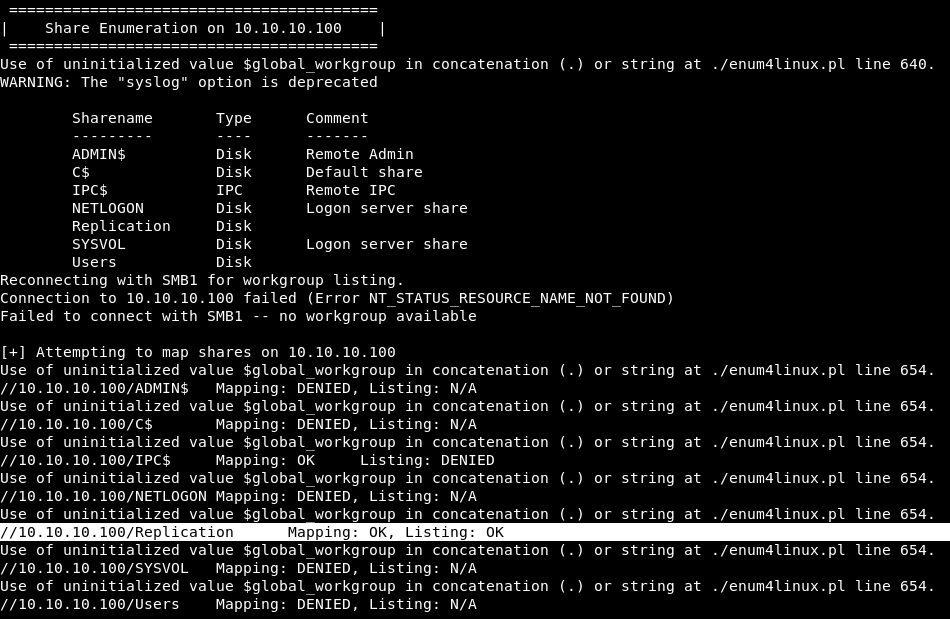 ========================================= 
|    Share Enumeration on 10.10.10.100    |
 ========================================= 
Use of uninitialized value $global_workgroup in concatenation (.) or string at ./enum4linux.pl line 640.
WARNING: The "syslog" option is deprecated

        Sharename       Type      Comment
        ---------       ----      -------
        ADMIN$          Disk      Remote Admin
        C$              Disk      Default share
        IPC$            IPC       Remote IPC
        NETLOGON        Disk      Logon server share
        Replication     Disk
        SYSVOL          Disk      Logon server share
        Users           Disk
Reconnecting with SMB1 for workgroup listing.
Connection to 10.10.10.100 failed (Error NT_STATUS_RESOURCE_NAME_NOT_FOUND)
Failed to connect with SMB1 -- no workgroup available

[+] Attempting to map shares on 10.10.10.100
Use of uninitialized value $global_workgroup in concatenation (.) or string at ./enum4linux.pl line 654.
//10.10.10.100/ADMIN$   Mapping: DENIED, Listing: N/A
Use of uninitialized value $global_workgroup in concatenation (.) or string at ./enum4linux.pl line 654.
//10.10.10.100/C$       Mapping: DENIED, Listing: N/A
Use of uninitialized value $global_workgroup in concatenation (.) or string at ./enum4linux.pl line 654.
//10.10.10.100/IPC$     Mapping: OK     Listing: DENIED
Use of uninitialized value $global_workgroup in concatenation (.) or string at ./enum4linux.pl line 654.
//10.10.10.100/NETLOGON Mapping: DENIED, Listing: N/A
Use of uninitialized value $global_workgroup in concatenation (.) or string at ./enum4linux.pl line 654.
//10.10.10.100/Replication      Mapping: OK, Listing: OK
Use of uninitialized value $global_workgroup in concatenation (.) or string at ./enum4linux.pl line 654.
//10.10.10.100/SYSVOL   Mapping: DENIED, Listing: N/A
Use of uninitialized value $global_workgroup in concatenation (.) or string at ./enum4linux.pl line 654.
//10.10.10.100/Users    Mapping: DENIED, Listing: N/A